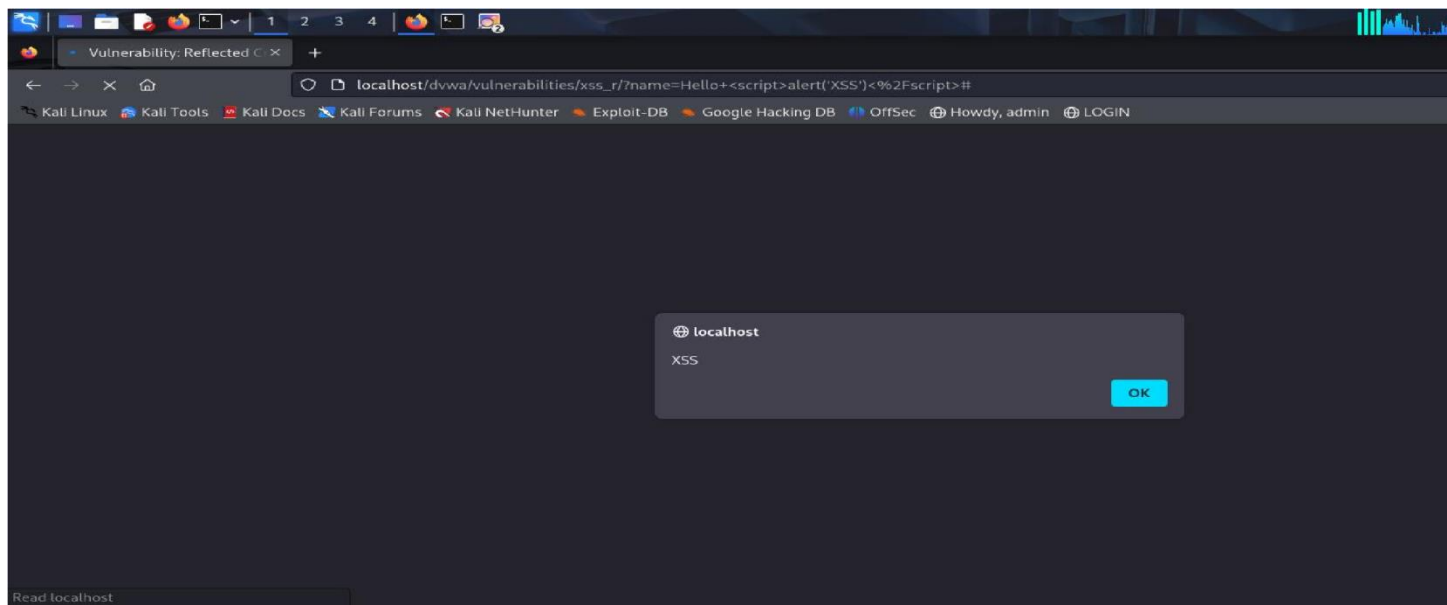 1 2 3 4
Vulnerability: Reflected C
localhost/dvwa/vulnerabilities/xss_r/?name=Hello+<script>alert('XSS')<%2Fscript>#
Kali Linux Kali Tools Kali Docs Kali Forums Kali NetHunter Exploit-DB Google Hacking DB OffSec Howdy, admin LOGIN
localhost
XSS
OK
Read localhost